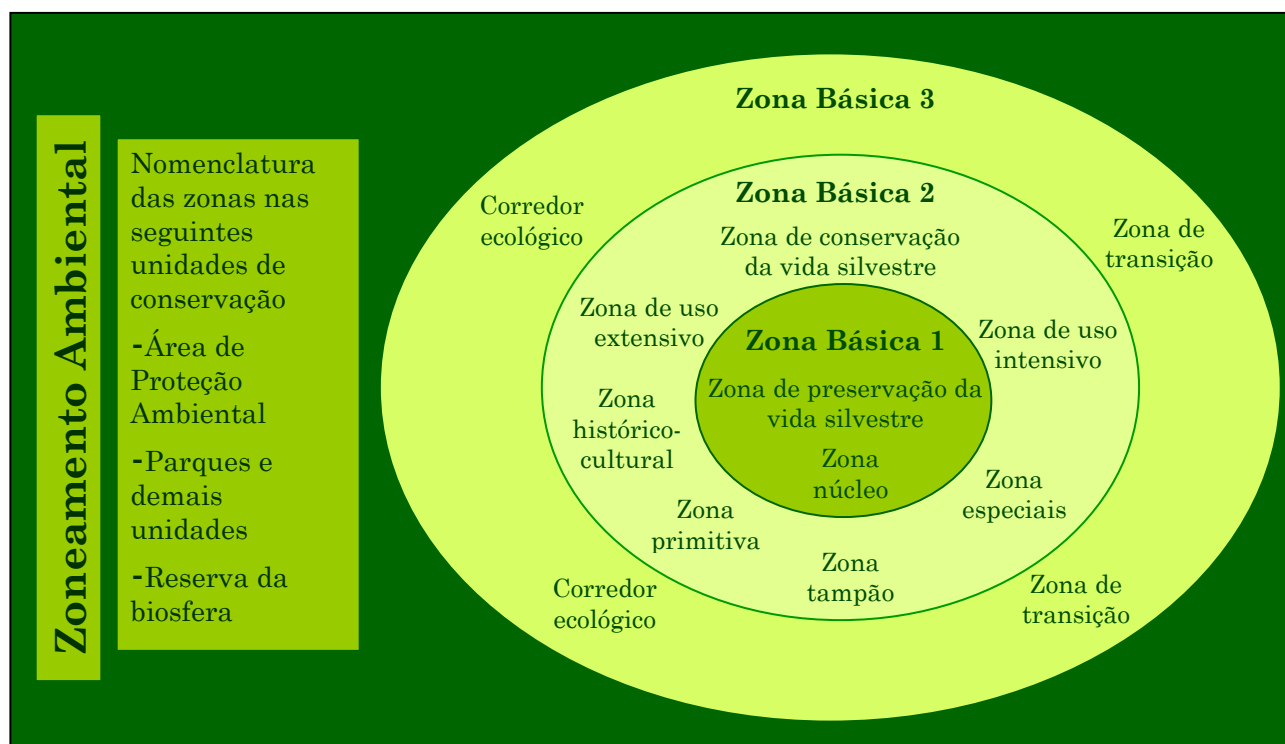 Zoneamento Ambiental
Nomenclatura
das zonas nas
seguintes
unidades de
conservação
-Área de
Proteção
Ambiental
-Parques e
demais
unidades
-Reserva da
biosfera
Zona Básica 3
Corredor
ecológico
Zona de
transição
Zona Básica 2
Zona de conservação
da vida silvestre
Zona de uso
extensivo
Zona de uso
intensivo
Zona Básica 1
Zona de preservação da
vida silvestre
Zona
núcleo
Zona
histórico-
cultural
Zona
especiais
Zona
primitiva
Zona
tampão
Corredor
ecológico
Zona de
transição